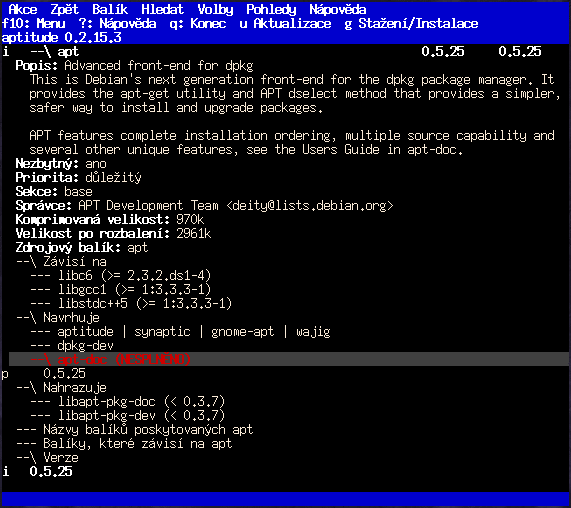 Akce  Zpět  Balík  Hledat  Volby  Pohledy  Nápověda
f10: Menu  ?: Nápověda  q: Konec  u Aktualizace  g Stažení/Instalace
aptitude 0.2.15.3
i   --\ apt   0.5.25   0.5.25
Popis: Advanced front-end for dpkg
This is Debian's next generation front-end for the dpkg package manager. It
provides the apt-get utility and APT dselect method that provides a simpler,
safer way to install and upgrade packages.
APT features complete installation ordering, multiple source capability and
several other unique features, see the Users Guide in apt-doc.
Nezbytný: ano
Priorita: důležitý
Sekce: base
Správce: APT Development Team <deity@lists.debian.org>
Komprimovaná velikost: 970k
Velikost po rozbalení: 2961k
Zdrojový balík: apt
--\ Závisí na
--- libc6 (>= 2.3.2.ds1-4)
--- libgcc1 (>= 1:3.3.3-1)
--- libstdc++5 (>= 1:3.3.3-1)
--\ Navrhuje
--- aptitude | synaptic | gnome-apt | wajig
--- dpkg-dev
--\ apt-doc (NESPLNĚNO)
p   0.5.25
--\ Nahrazuje
--- libapt-pkg-doc (< 0.3.7)
--- libapt-pkg-dev (< 0.3.7)
--- Názvy balíků poskytovaných apt
--- Balíky, které závisí na apt
--\ Verze
i   0.5.25